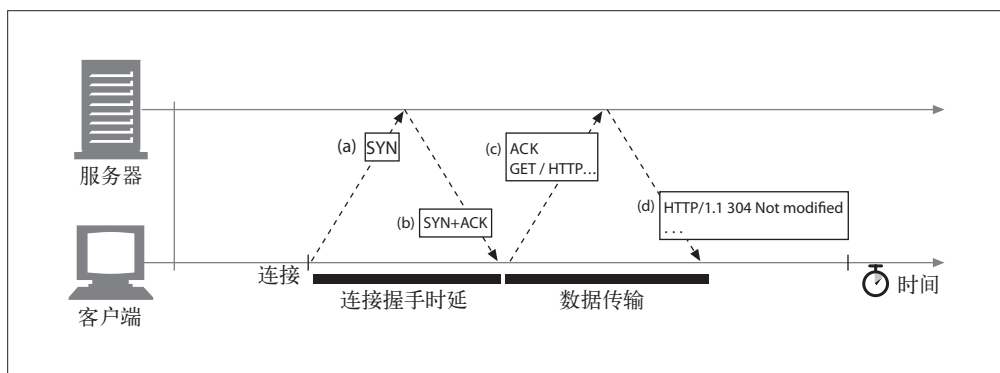 服务器
(a) SYN
(b) SYN+ACK
(c) ACK
GET / HTTP...
(d) HTTP/1.1 304 Not modified
. . .
连接
连接握手时延
数据传输
时间
客户端